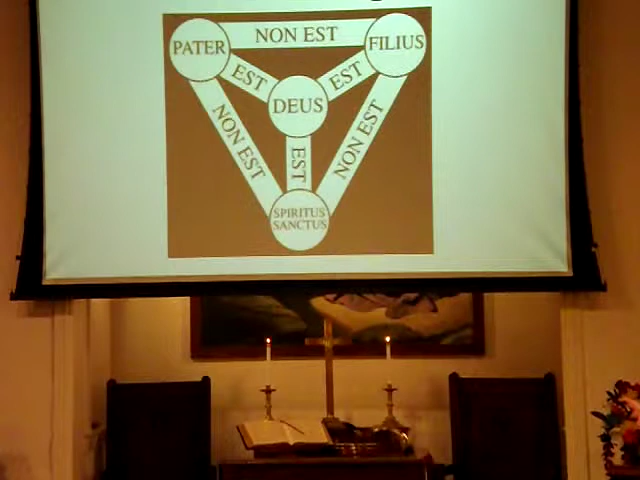 PATER
NON EST
FILIUS
EST
EST
DEUS
NON EST
EST
NON EST
SPIRITUS
SANCTUS